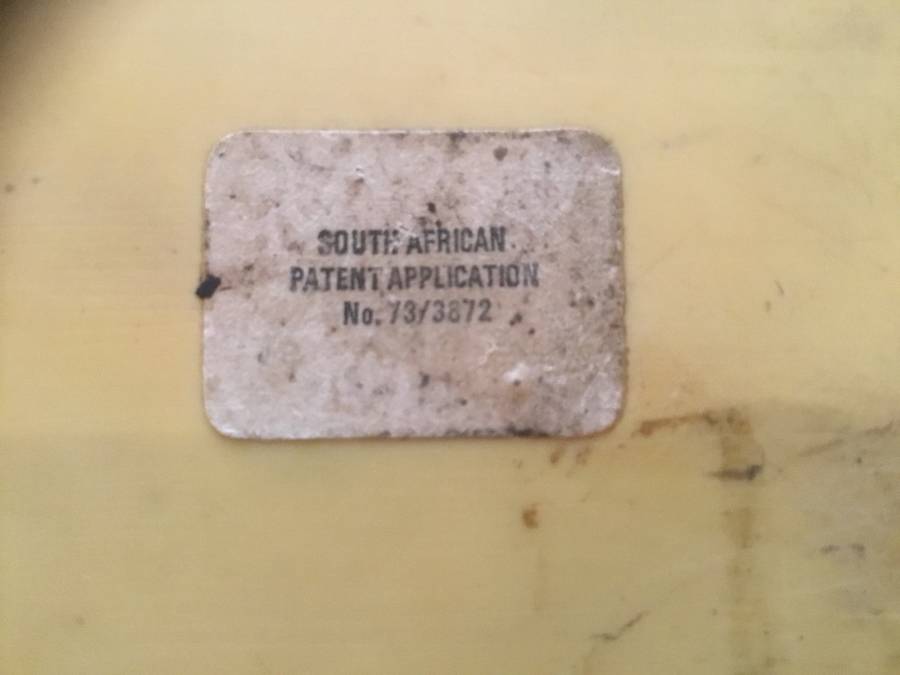 SOUTH AFRICAN
PATENT APPLICATION
No. 73/3872